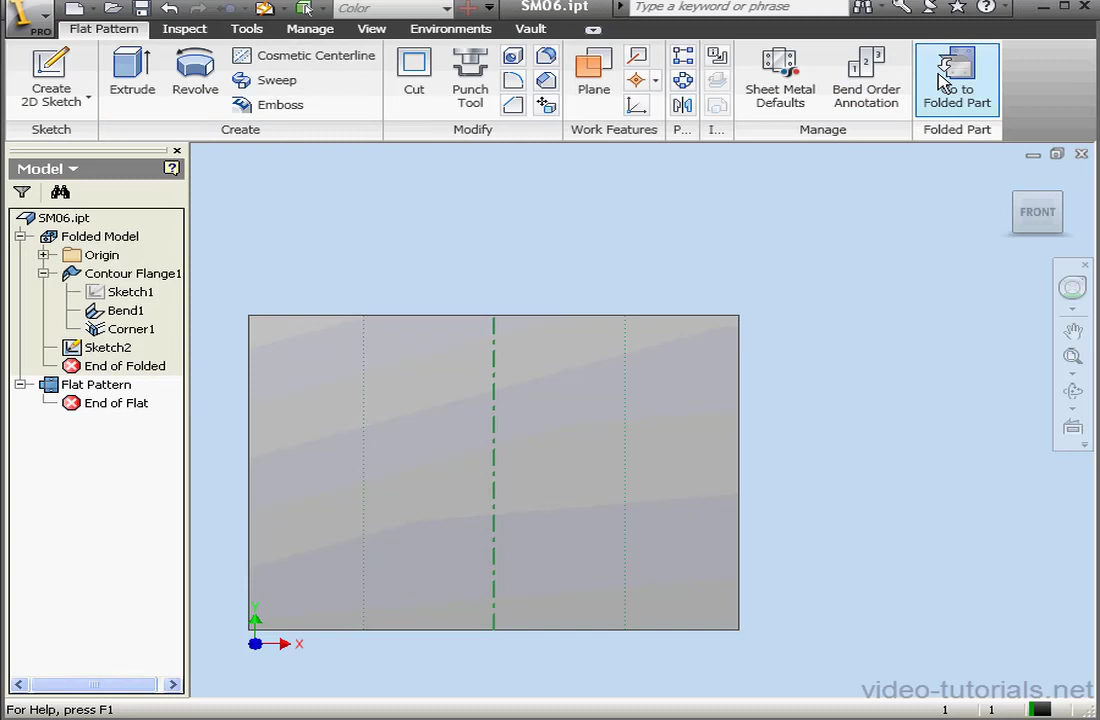 PRO
Color
SM06.ipt
Type a keyword or phrase
Flat Pattern
Inspect
Tools
Manage
View
Environments
Vault
Create
2D Sketch
Extrude
Revolve
Cosmetic Centerline
Sweep
Emboss
Cut
Punch
Tool
Plane
Sheet Metal
Defaults
Bend Order
Annotation
Go to
Folded Part
Sketch
Create
Modify
Work Features
P...
I...
Manage
Folded Part
Model
SM06.ipt
Folded Model
Origin
Contour Flange1
Sketch1
Bend1
Corner1
Sketch2
End of Folded
Flat Pattern
End of Flat
FRONT
Y
X
video-tutorials.net
For Help, press F1
1
1